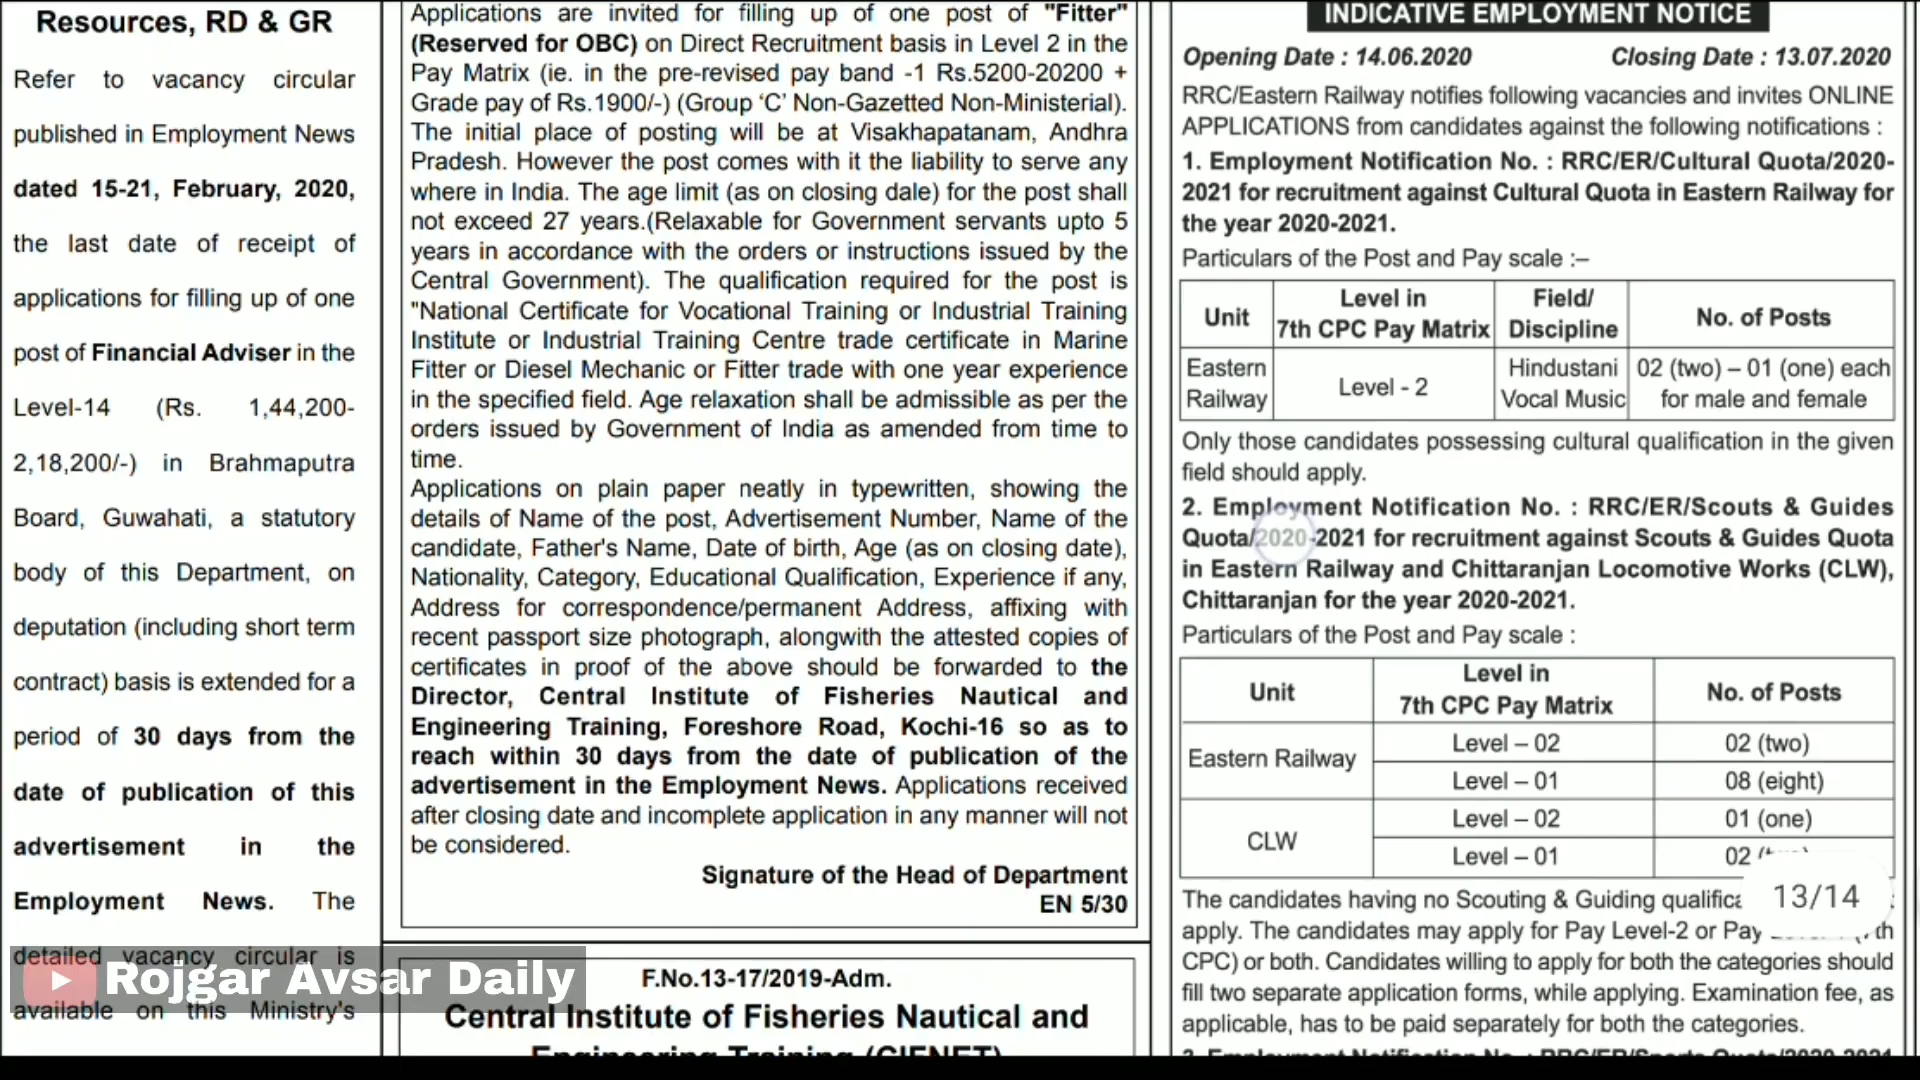 Resources, RD & GR
Refer to vacancy circular
published in Employment News
dated 15-21, February, 2020,
the last date of receipt of
applications for filling up of one
post of Financial Adviser in the
Level-14 (Rs. 1,44,200-
2,18,200/-) in Brahmaputra
Board, Guwahati, a statutory
body of this Department, on
deputation (including short term
contract) basis is extended for a
period of 30 days from the
date of publication of this
advertisement in the
Employment News. The
detailed vacancy circular is
available on this Ministry's
Rojgar Avsar Daily
Applications are invited for filling up of one post of "Fitter"
(Reserved for OBC) on Direct Recruitment basis in Level 2 in the
Pay Matrix (ie. in the pre-revised pay band -1 Rs.5200-20200 +
Grade pay of Rs.1900/-) (Group ‘C’ Non-Gazetted Non-Ministerial).
The initial place of posting will be at Visakhapatanam, Andhra
Pradesh. However the post comes with it the liability to serve any
where in India. The age limit (as on closing date) for the post shall
not exceed 27 years.(Relaxable for Government servants upto 5
years in accordance with the orders or instructions issued by the
Central Government). The qualification required for the post is
"National Certificate for Vocational Training or Industrial Training
Institute or Industrial Training Centre trade certificate in Marine
Fitter or Diesel Mechanic or Fitter trade with one year experience
in the specified field. Age relaxation shall be admissible as per the
orders issued by Government of India as amended from time to
time.
Applications on plain paper neatly in typewritten, showing the
details of Name of the post, Advertisement Number, Name of the
candidate, Father's Name, Date of birth, Age (as on closing date),
Nationality, Category, Educational Qualification, Experience if any,
Address for correspondence/permanent Address, affixing with
recent passport size photograph, alongwith the attested copies of
certificates in proof of the above should be forwarded to the
Director, Central Institute of Fisheries Nautical and
Engineering Training, Foreshore Road, Kochi-16 so as to
reach within 30 days from the date of publication of the
advertisement in the Employment News. Applications received
after closing date and incomplete application in any manner will not
be considered.
Signature of the Head of Department
EN 5/30
F.No.13-17/2019-Adm.
Central Institute of Fisheries Nautical and
Engineering Training (CIFNET)
INDICATIVE EMPLOYMENT NOTICE
Opening Date : 14.06.2020 Closing Date : 13.07.2020
RRC/Eastern Railway notifies following vacancies and invites ONLINE
APPLICATIONS from candidates against the following notifications :
1. Employment Notification No. : RRC/ER/Cultural Quota/2020-
2021 for recruitment against Cultural Quota in Eastern Railway for
the year 2020-2021.
Particulars of the Post and Pay scale :–
Unit Level in 7th CPC Pay Matrix Field/ Discipline No. of Posts
Eastern Railway Level - 2 Hindustani Vocal Music 02 (two) – 01 (one) each for male and female
Only those candidates possessing cultural qualification in the given
field should apply.
2. Employment Notification No. : RRC/ER/Scouts & Guides
Quota/2020-2021 for recruitment against Scouts & Guides Quota
in Eastern Railway and Chittaranjan Locomotive Works (CLW),
Chittaranjan for the year 2020-2021.
Particulars of the Post and Pay scale :
Unit Level in 7th CPC Pay Matrix No. of Posts
Eastern Railway Level – 02 02 (two)
Level – 01 08 (eight)
CLW Level – 02 01 (one)
Level – 01 02
13/14
The candidates having no Scouting & Guiding
apply. The candidates may apply for Pay Level-2 or Pay
CPC) or both. Candidates willing to apply for both the categories should
fill two separate application forms, while applying. Examination fee, as
applicable, has to be paid separately for both the categories.
3. Employment Notification No. : RRC/ER/Sports Quota/2020-2021